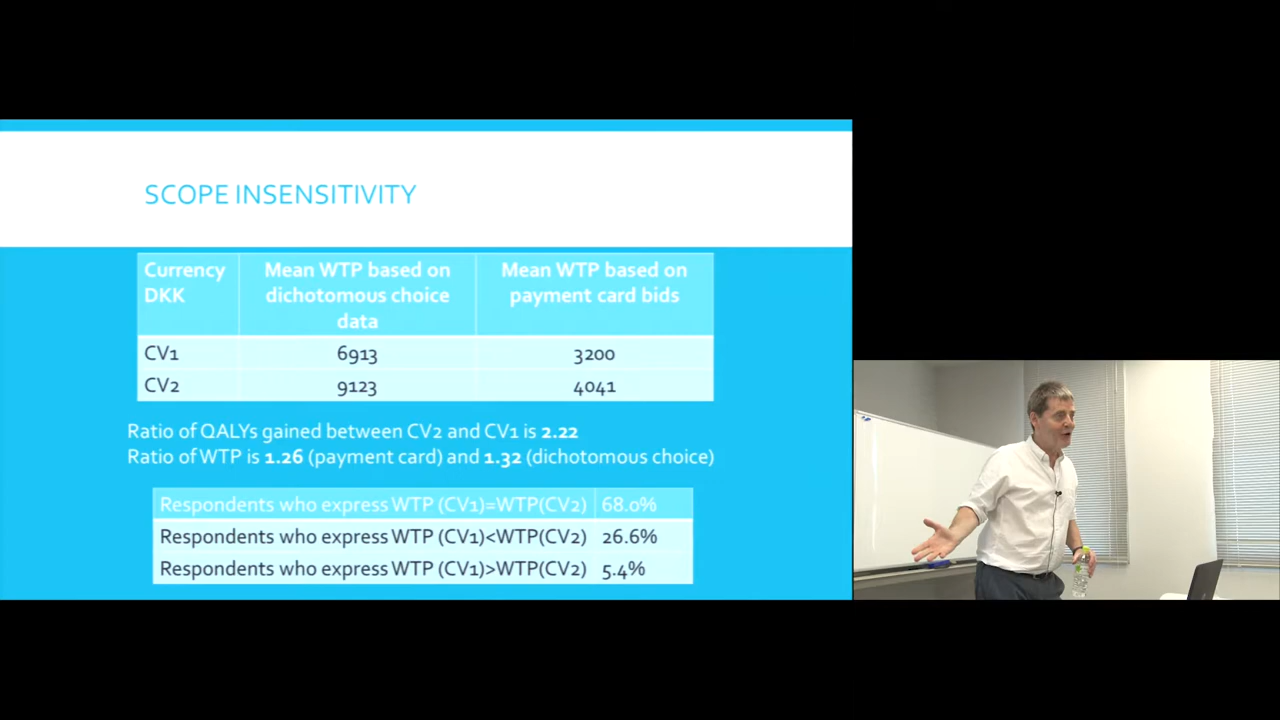 SCOPE INSENSITIVITY
Currency DKK
Mean WTP based on dichotomous choice data
Mean WTP based on payment card bids
CV1 6913 3200
CV2 9123 4041
Ratio of QALYs gained between CV2 and CV1 is 2.22
Ratio of WTP is 1.26 (payment card) and 1.32 (dichotomous choice)
Respondents who express WTP (CV1)=WTP(CV2) 68.0%
Respondents who express WTP (CV1)<WTP(CV2) 26.6%
Respondents who express WTP (CV1)>WTP(CV2) 5.4%